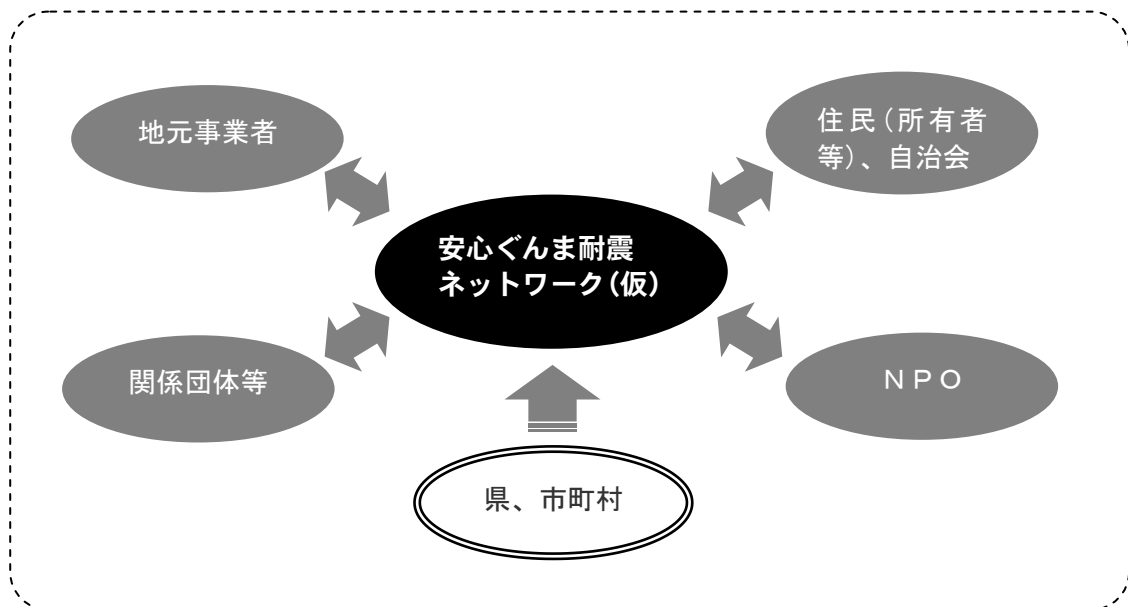 地元事業者
住民(所有者
等)、自治会
安心ぐんま耐震
ネットワーク(仮)
関係団体等
NPO
県、市町村